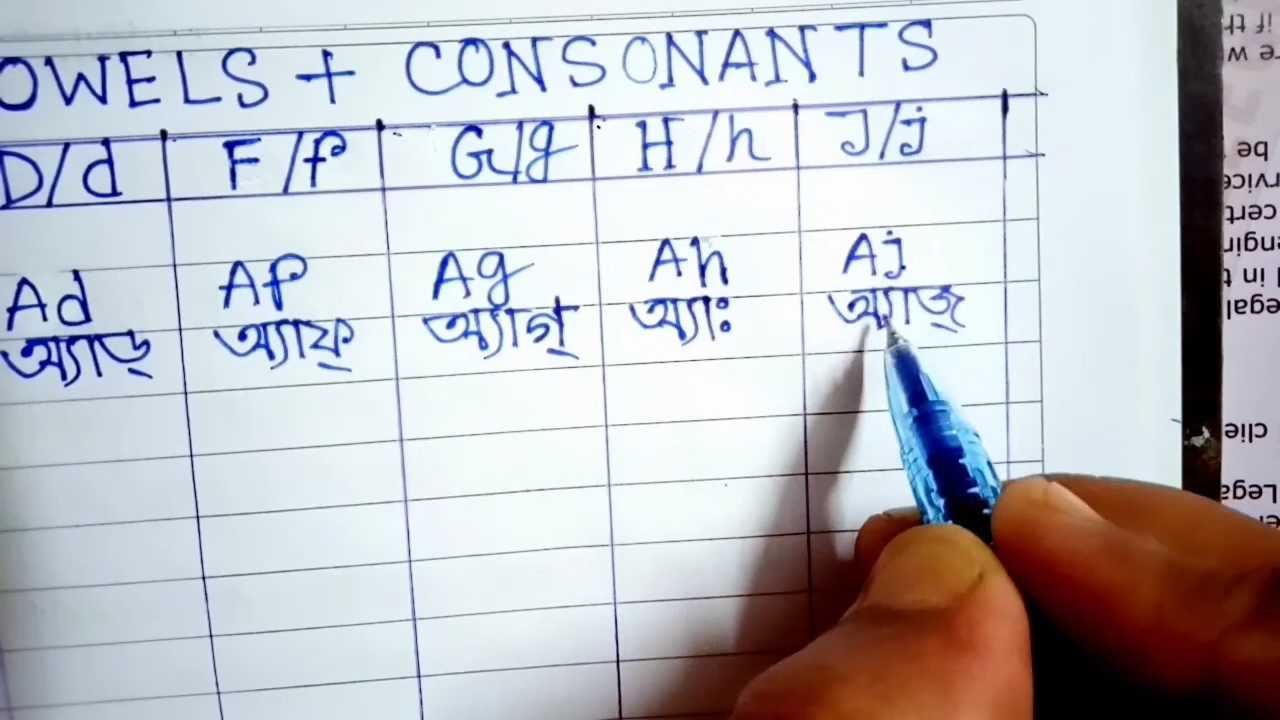 OWELS + CONSONANTS
D/d F/f G/g H/h J/j
Ad Af Ag Ah Aj
অ্যাড্ অ্যাফ্ অ্যাগ্ অ্যাঃ অ্যাজ্